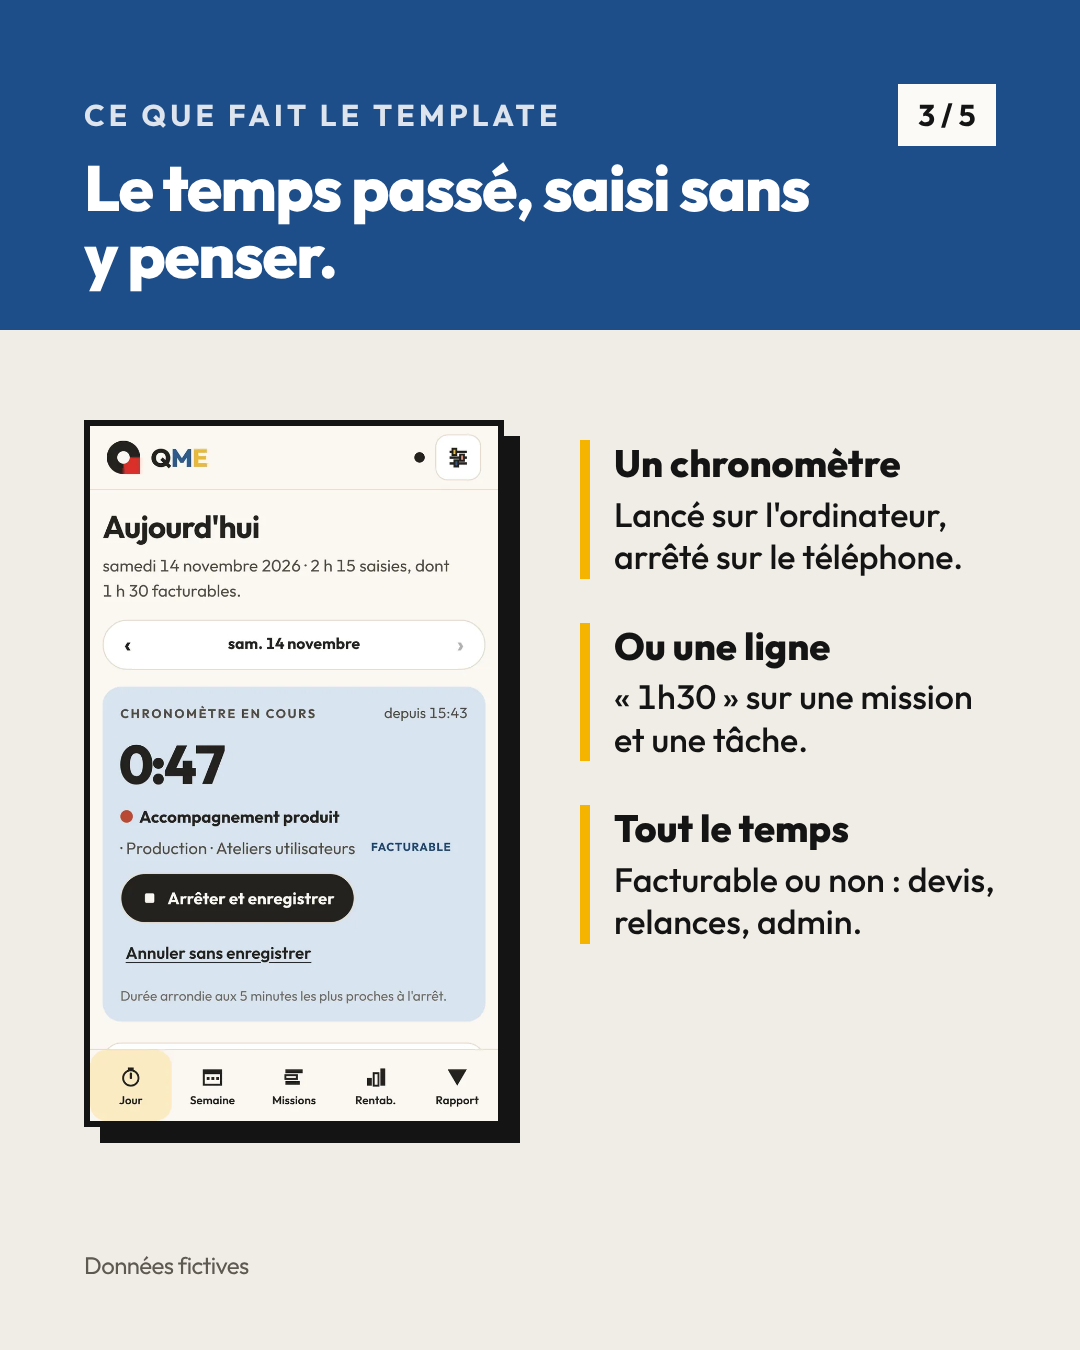 CE QUE FAIT LE TEMPLATE
3 / 5
Le temps passé, saisi sans
y penser.
QME
Aujourd'hui
samedi 14 novembre 2026 · 2 h 15 saisies, dont
1 h 30 facturables.
‹ sam. 14 novembre ›
CHRONOMÈTRE EN COURS depuis 15:43
0:47
Accompagnement produit
· Production · Ateliers utilisateurs FACTURABLE
Arrêter et enregistrer
Annuler sans enregistrer
Durée arrondie aux 5 minutes les plus proches à l'arrêt.
Jour Semaine Missions Rentab. Rapport
Un chronomètre
Lancé sur l'ordinateur,
arrêté sur le téléphone.
Ou une ligne
« 1h30 » sur une mission
et une tâche.
Tout le temps
Facturable ou non : devis,
relances, admin.
Données fictives